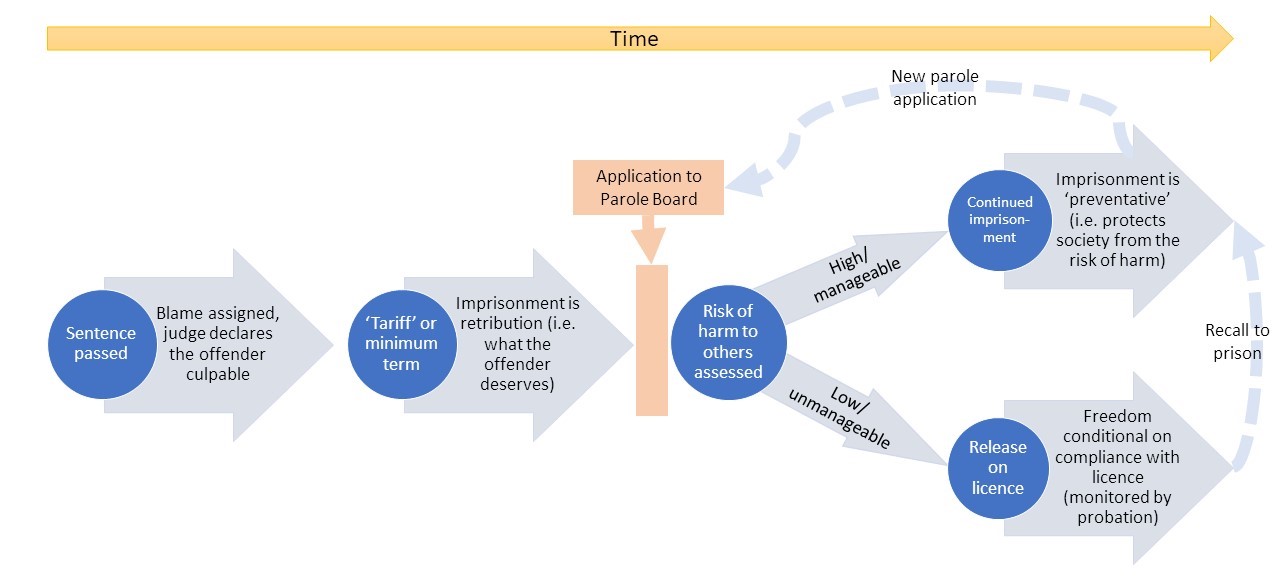 Time
New parole
application
Application to
Parole Board
Sentence
passed
Blame assigned,
judge declares
the offender
culpable
‘Tariff’ or
minimum
term
Imprisonment is
retribution (i.e.
what the
offender
deserves)
Risk of
harm to
others
assessed
High/
manageable
Continued
imprison-
ment
Imprisonment is
‘preventative’
(i.e. protects
society from the
risk of harm)
Low/
unmanageable
Release
on
licence
Freedom
conditional on
compliance with
licence
(monitored by
probation)
Recall to
prison